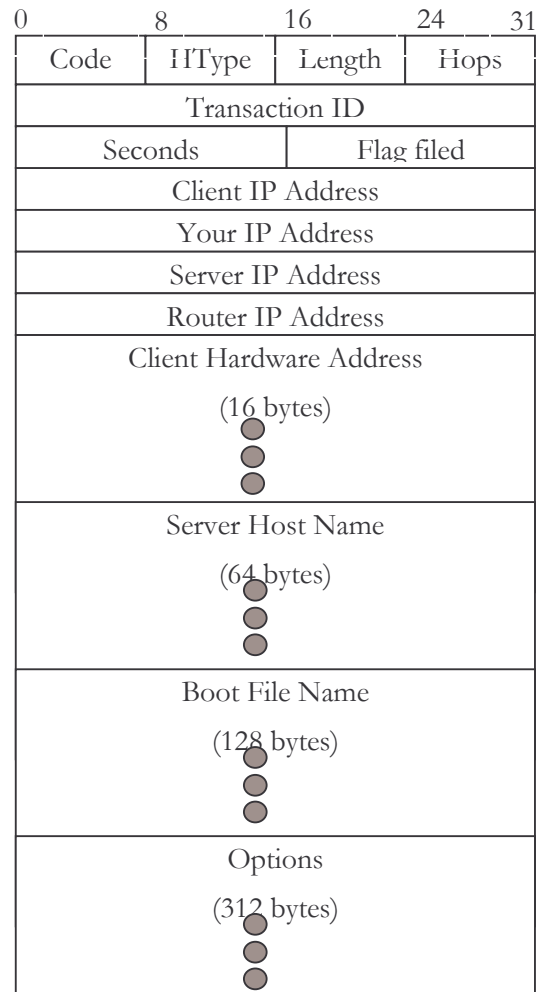 0 8 16 24 31
Code HType Length Hops
Transaction ID
Seconds Flag filed
Client IP Address
Your IP Address
Server IP Address
Router IP Address
Client Hardware Address
(16 bytes)
Server Host Name
(64 bytes)
Boot File Name
(128 bytes)
Options
(312 bytes)